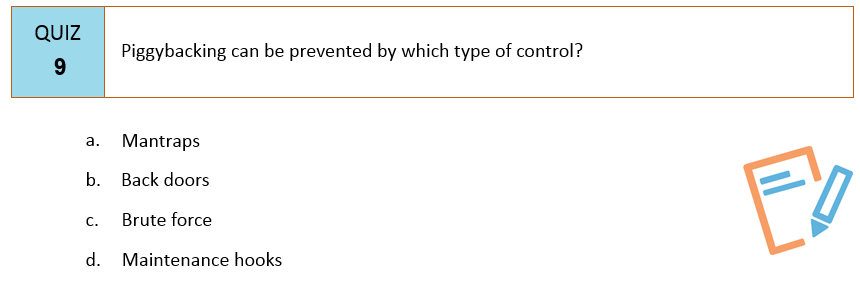 QUIZ
9
Piggybacking can be prevented by which type of control?
a. Mantraps
b. Back doors
c. Brute force
d. Maintenance hooks